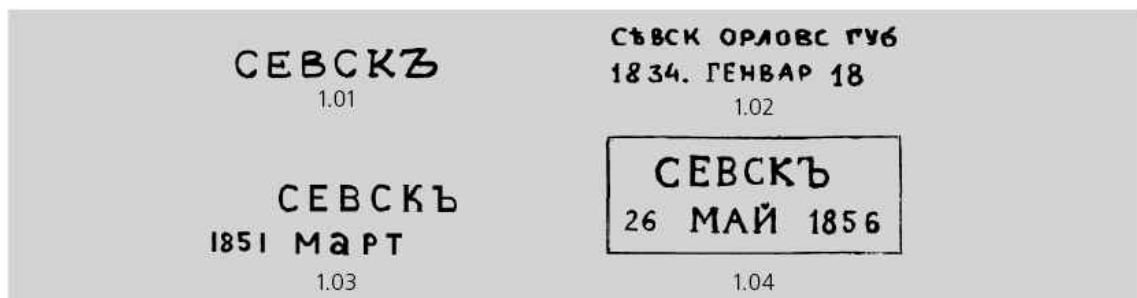 СЕВСКЪ
1.01
СѢВСК ОРЛОВС ГУБ
1834. ГЕНВАР 18
1.02
СЕВСКЪ
1851 Март
1.03
СЕВСКЪ
26 МАЙ 1856
1.04